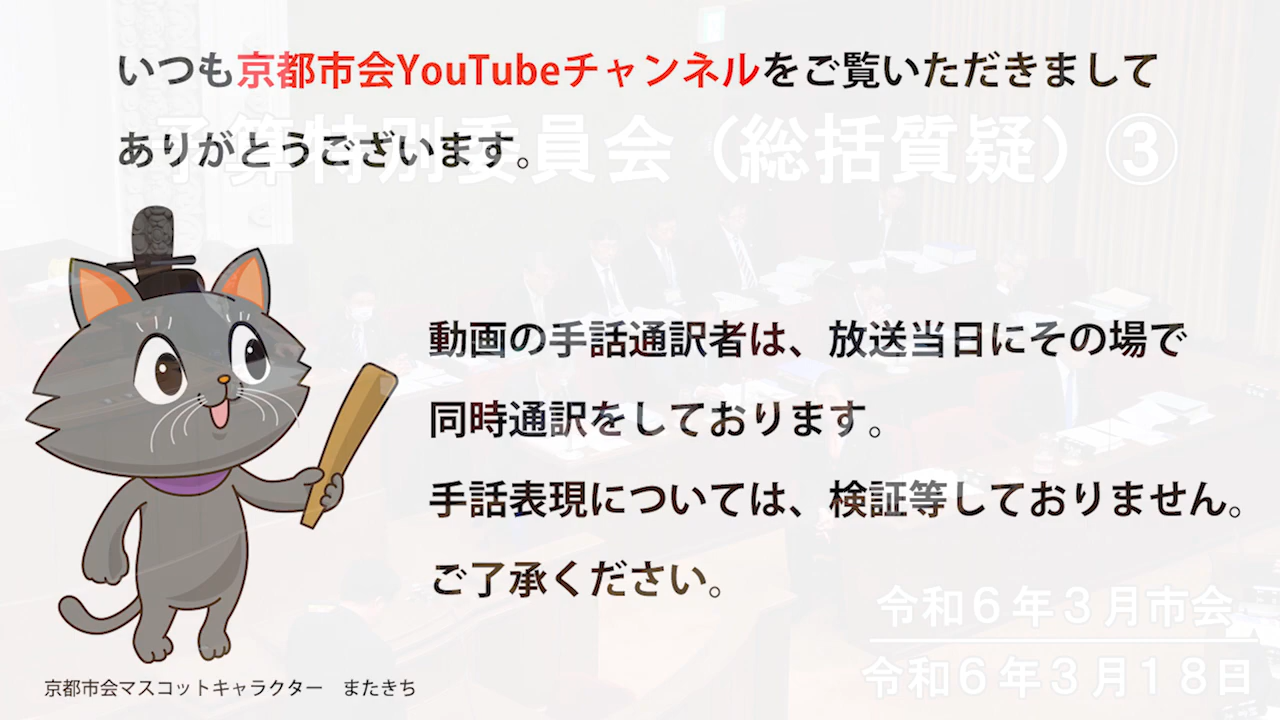 いつも京都市会YouTubeチャンネルをご覧いただきまして
予算特別委員会（総括質疑）③
ありがとうございます。
動画の手話通訳者は、放送当日にその場で
同時通訳をしております。
手話表現については、検証等しておりません。
ご了承ください。
令和６年３月市会
令和６年３月１８日
京都市会マスコットキャラクター　またきち